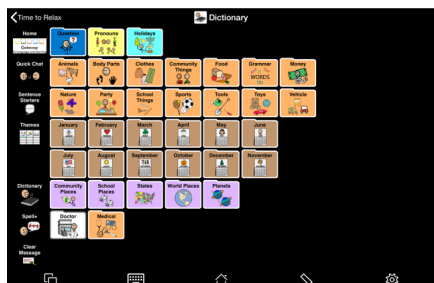 Time to Relax
Dictionary
Home
Gateway
Question
Pronouns
Holidays
Quick Chat
Animals
Body Parts
Clothes
Community Things
Food
Grammar
WORDS
Money
Sentence Starters
Nature
Party
School Things
Sports
Tools
Toys
Vehicle
Themes
January
February
March
April
May
June
July
August
September
October
December
November
Dictionary
Community Places
School Places
States
World Places
Planets
Spell+
Doctor
Medical
Clear Message